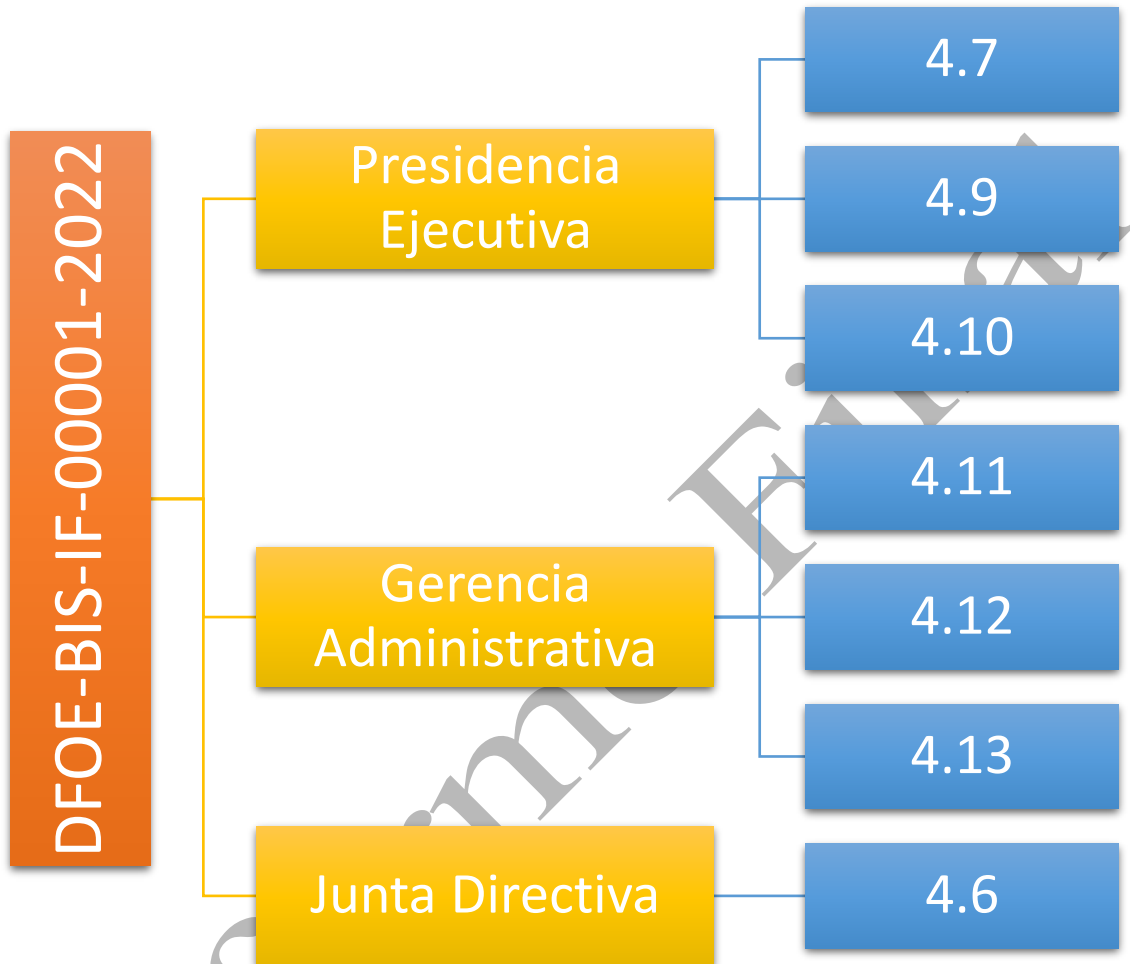 DFOE-BIS-IF-00001-2022
Presidencia
Ejecutiva
4.7
4.9
4.10
Gerencia
Administrativa
4.11
4.12
4.13
Junta Directiva
4.6